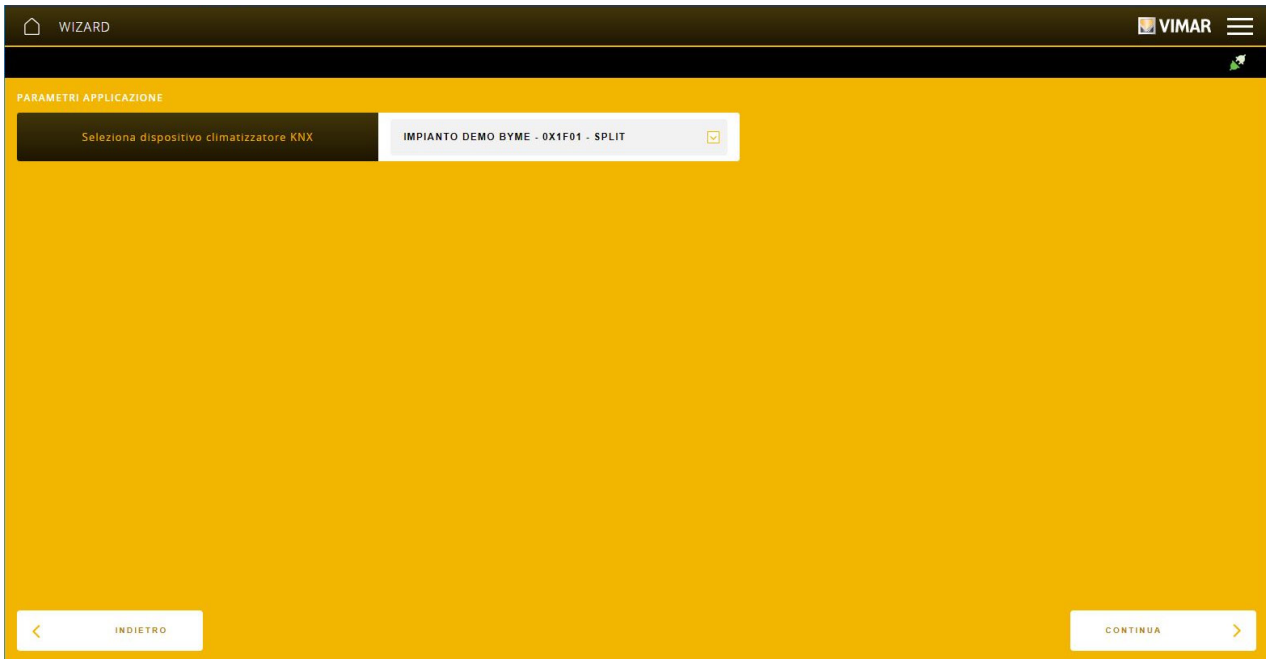 WIZARD
VIMAR
PARAMETRI APPLICAZIONE
Seleziona dispositivo climatizzatore KNX
IMPIANTO DEMO BYME - 0X1F01 - SPLIT
INDIETRO
CONTINUA